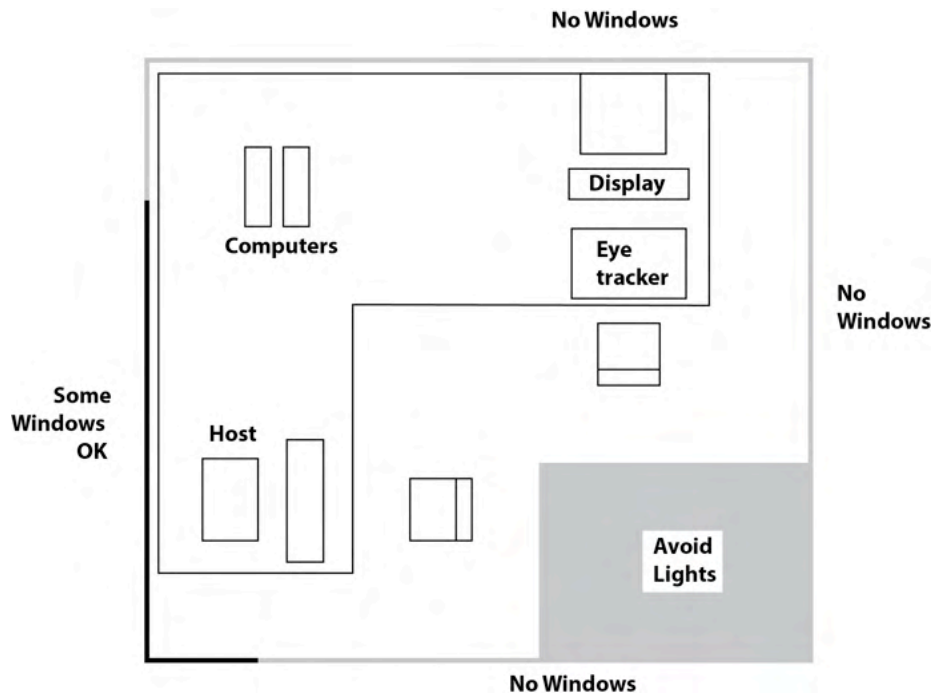 No Windows
Display
Computers
Eye
tracker
No
Windows
Some
Windows
OK
Host
Avoid
Lights
No Windows